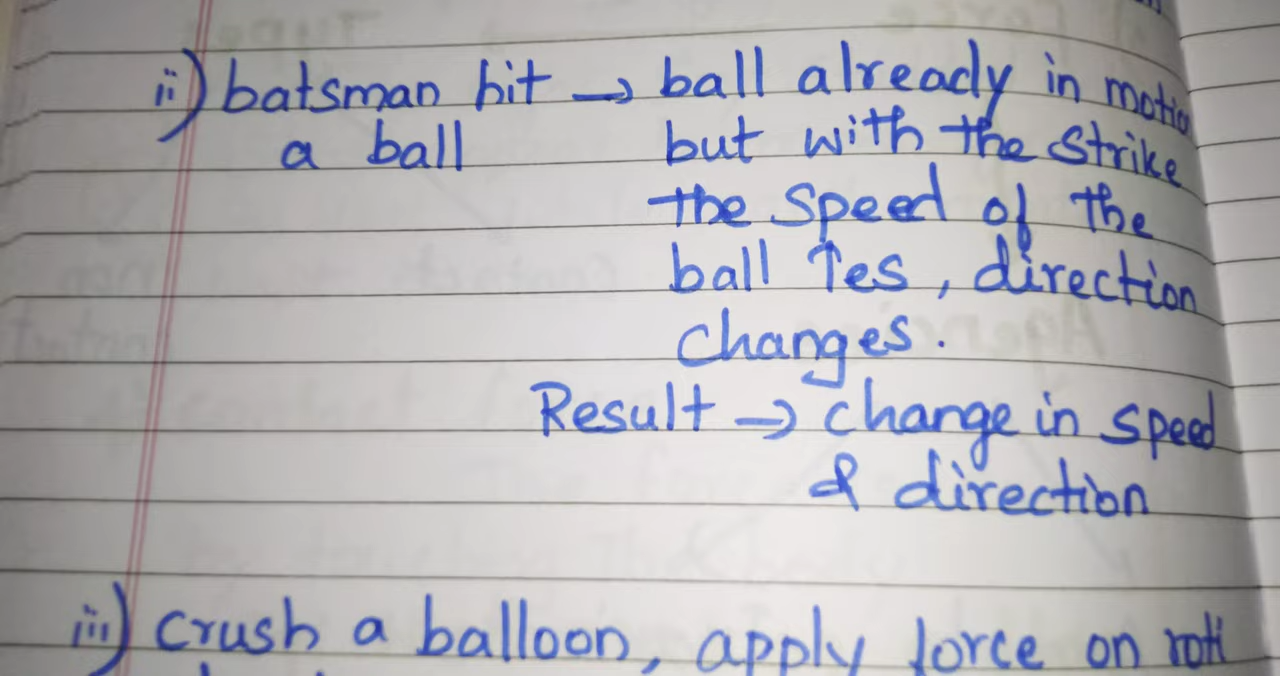 ii) batsman hit → ball already in motio
a ball but with the strike
the speed of the
ball ↑es, direction
changes.
Result → change in speed
& direction
iii) crush a balloon, apply force on roti